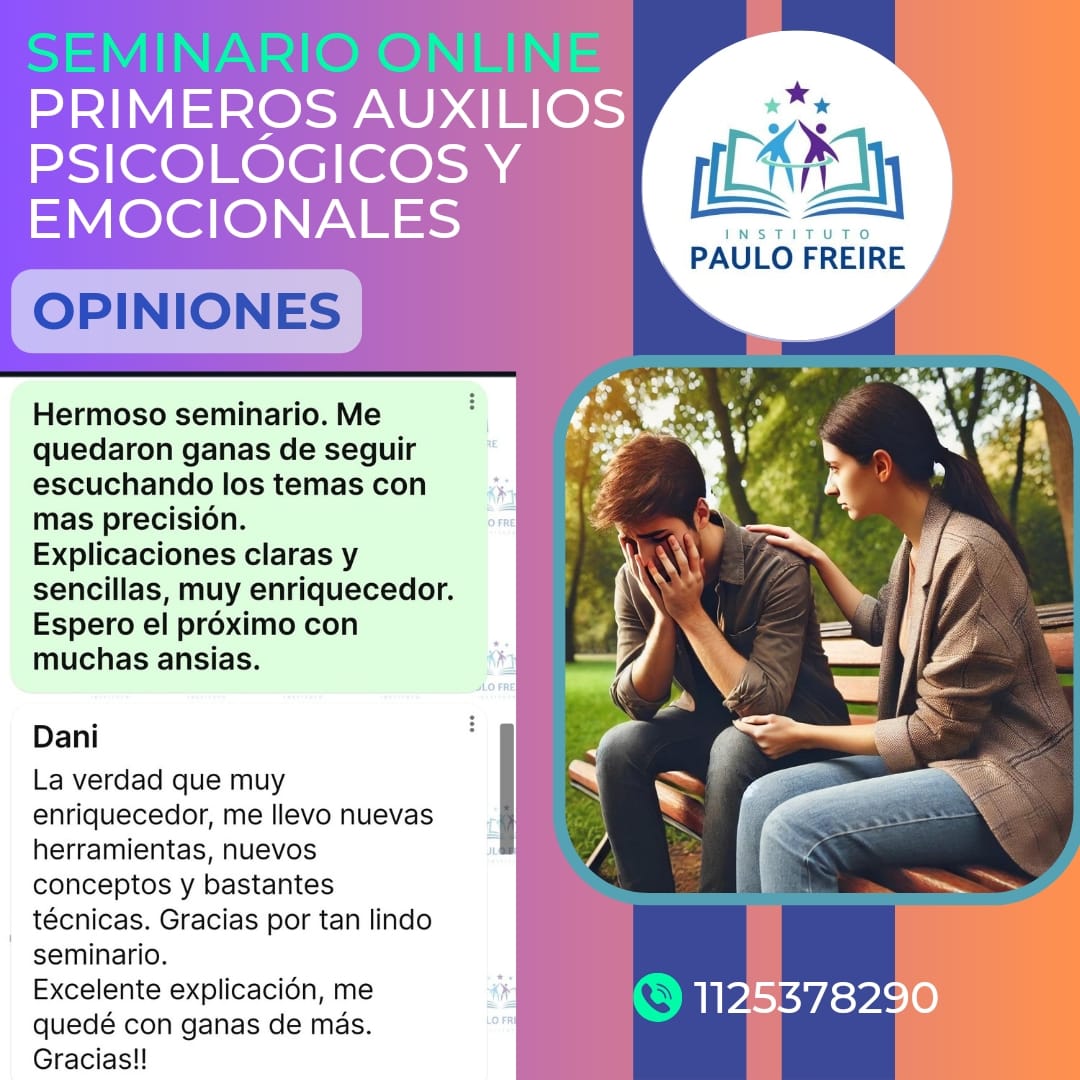 SEMINARIO ONLINE
PRIMEROS AUXILIOS
PSICOLÓGICOS Y
EMOCIONALES
INSTITUTO
PAULO FREIRE
OPINIONES
Hermoso seminario. Me
quedaron ganas de seguir
escuchando los temas con
mas precisión.
Explicaciones claras y
sencillas, muy enriquecedor.
Espero el próximo con
muchas ansias.
Dani
La verdad que muy
enriquecedor, me llevo nuevas
herramientas, nuevos
conceptos y bastantes
técnicas. Gracias por tan lindo
seminario.
Excelente explicación, me
quedé con ganas de más.
Gracias!!
1125378290